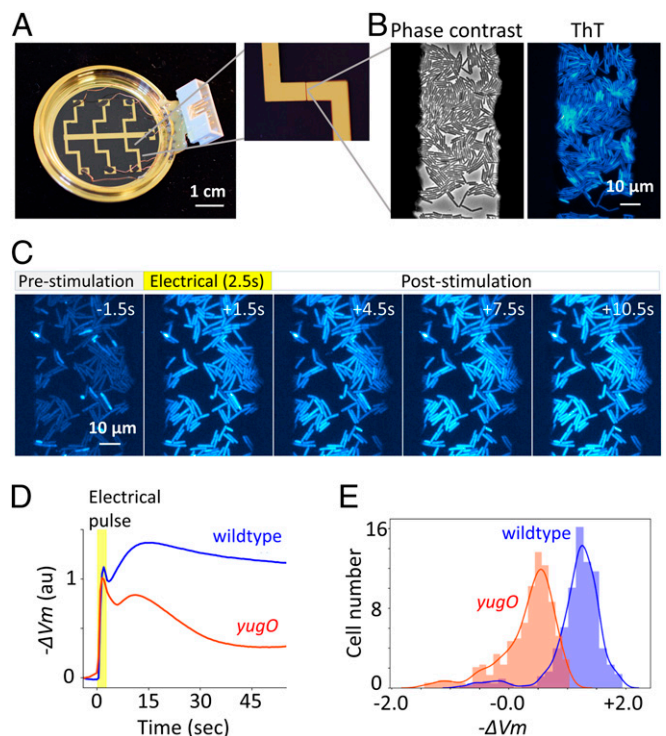 A
1 cm
B
Phase contrast
ThT
10 µm
C
Pre-stimulation
Electrical (2.5s)
Post-stimulation
-1.5s
+1.5s
+4.5s
+7.5s
+10.5s
10 µm
D
Electrical
pulse
wildtype
yugO
-ΔVm (au)
1
0
0
15
30
45
Time (sec)
E
Cell number
16
12
8
4
0
wildtype
yugO
-2.0
-0.0
+2.0
-ΔVm